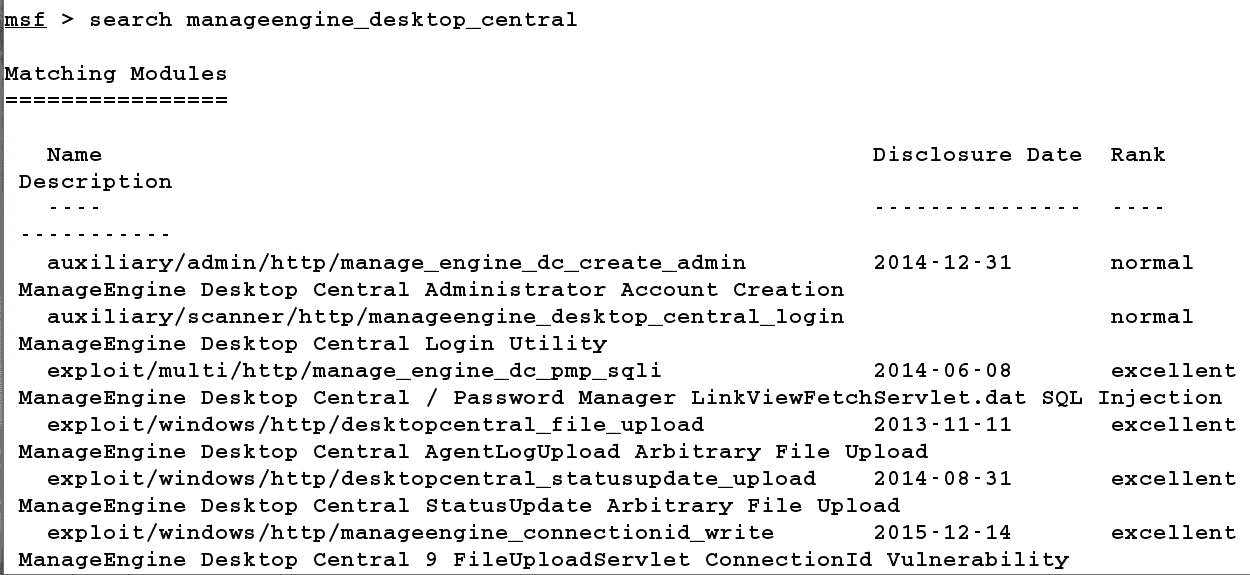 msf > search manageengine_desktop_central
Matching Modules
================
Name Disclosure Date Rank
Description
---- --------------- ----
-----------
auxiliary/admin/http/manage_engine_dc_create_admin 2014-12-31 normal
ManageEngine Desktop Central Administrator Account Creation
auxiliary/scanner/http/manageengine_desktop_central_login normal
ManageEngine Desktop Central Login Utility
exploit/multi/http/manage_engine_dc_pmp_sqli 2014-06-08 excellent
ManageEngine Desktop Central / Password Manager LinkViewFetchServlet.dat SQL Injection
exploit/windows/http/desktopcentral_file_upload 2013-11-11 excellent
ManageEngine Desktop Central AgentLogUpload Arbitrary File Upload
exploit/windows/http/desktopcentral_statusupdate_upload 2014-08-31 excellent
ManageEngine Desktop Central StatusUpdate Arbitrary File Upload
exploit/windows/http/manageengine_connectionid_write 2015-12-14 excellent
ManageEngine Desktop Central 9 FileUploadServlet ConnectionId Vulnerability